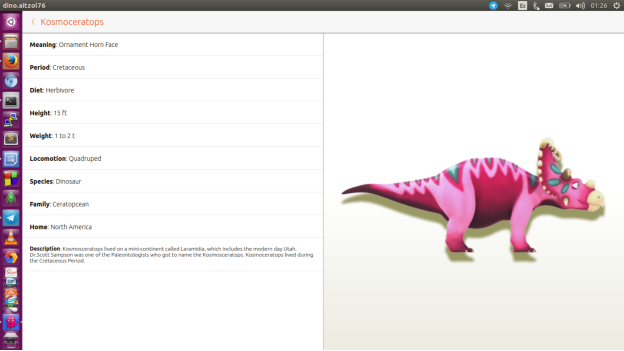 dino.aitzol76
01:26
Kosmoceratops
Meaning: Ornament Horn Face
Period: Cretaceous
Diet: Herbivore
Height: 15 ft
Weight: 1 to 2 t
Locomotion: Quadruped
Species: Dinosaur
Family: Ceratopcean
Home: North America
Description: Kosmosceratops lived on a mini-continent called Laramidia, which includes the modern day Utah.
Dr.Scott Sampson was one of the Paleontologists who got to name the Kosmosceratops. Kosmosceratops lived during
the Cretaceous Period.